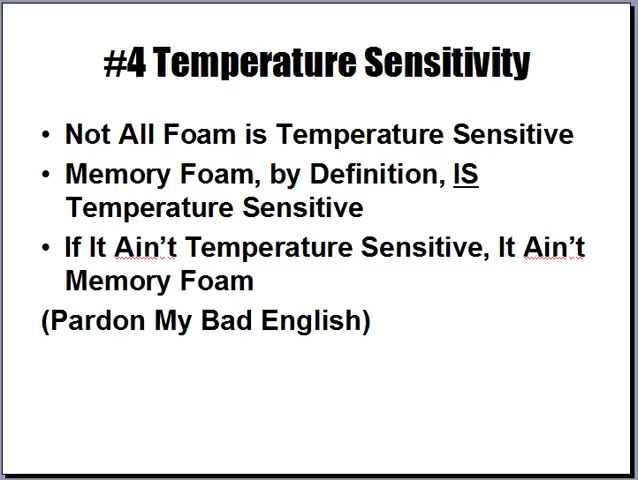 #4 Temperature Sensitivity
• Not All Foam is Temperature Sensitive
• Memory Foam, by Definition, IS
Temperature Sensitive
• If It Ain’t Temperature Sensitive, It Ain’t
Memory Foam
(Pardon My Bad English)